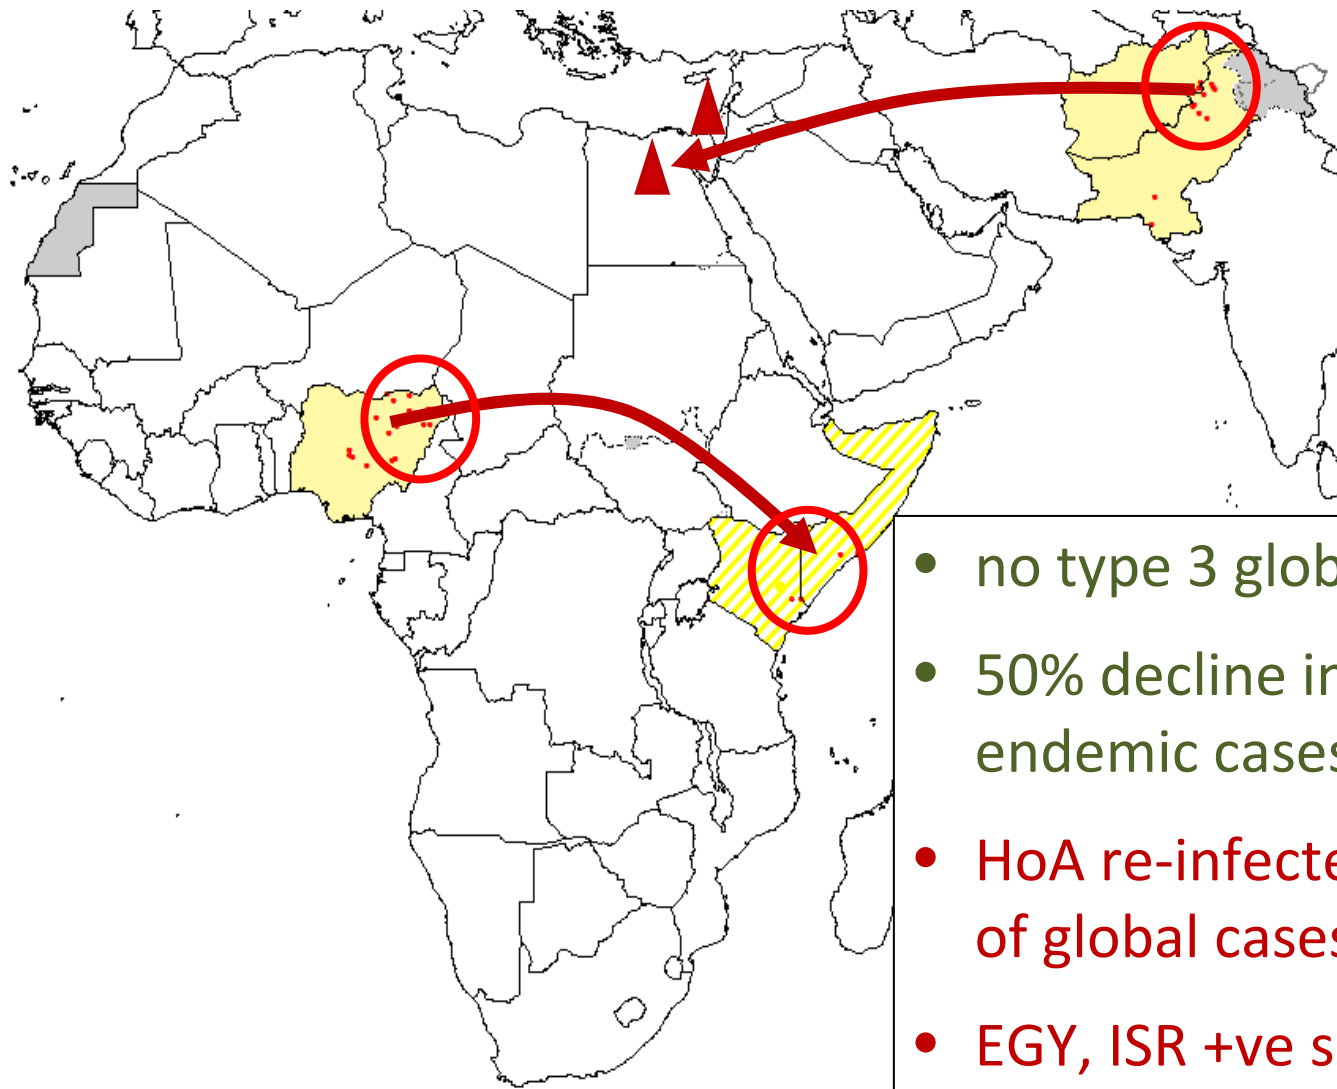 • no type 3 glob
• 50% decline in
endemic cases
• HoA re-infecte
of global cases
• EGY, ISR +ve s